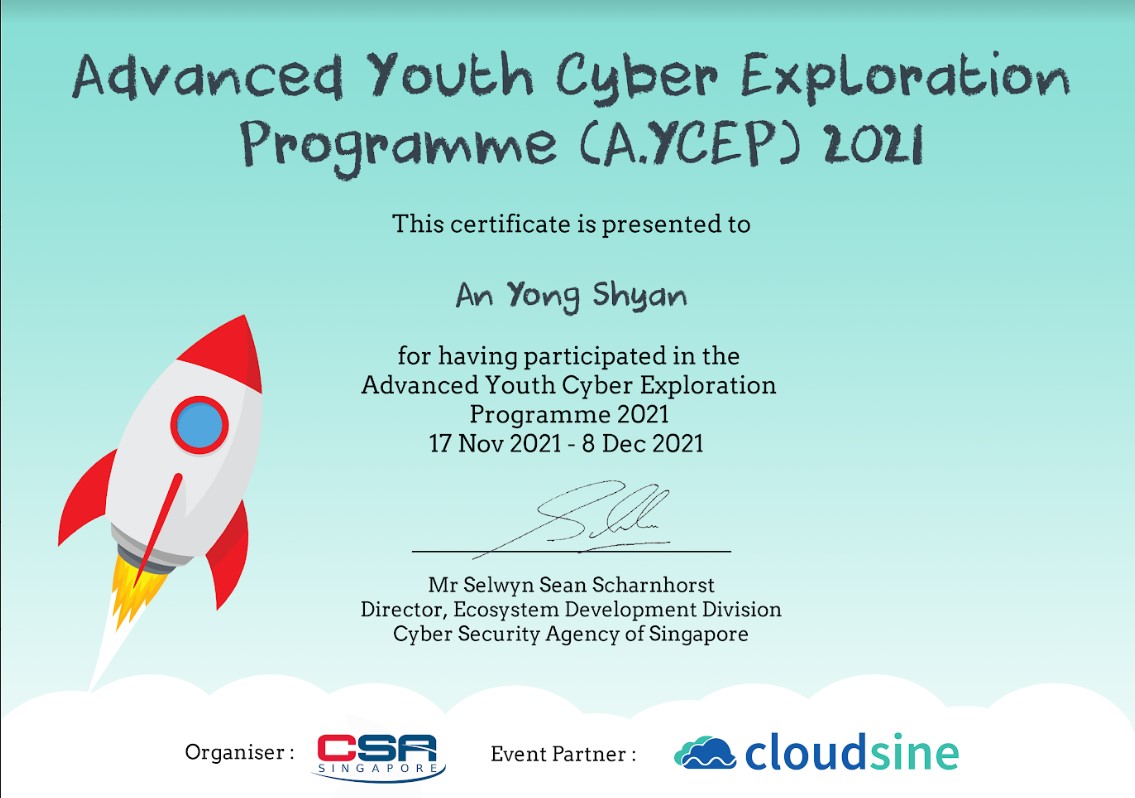 Advanced Youth Cyber Exploration
Programme (A.YCEP) 2021
This certificate is presented to
An Yong Shyan
for having participated in the
Advanced Youth Cyber Exploration
Programme 2021
17 Nov 2021 - 8 Dec 2021
Mr Selwyn Sean Scharnhorst
Director, Ecosystem Development Division
Cyber Security Agency of Singapore
Organiser :
CSA
SINGAPORE
Event Partner :
cloudsine